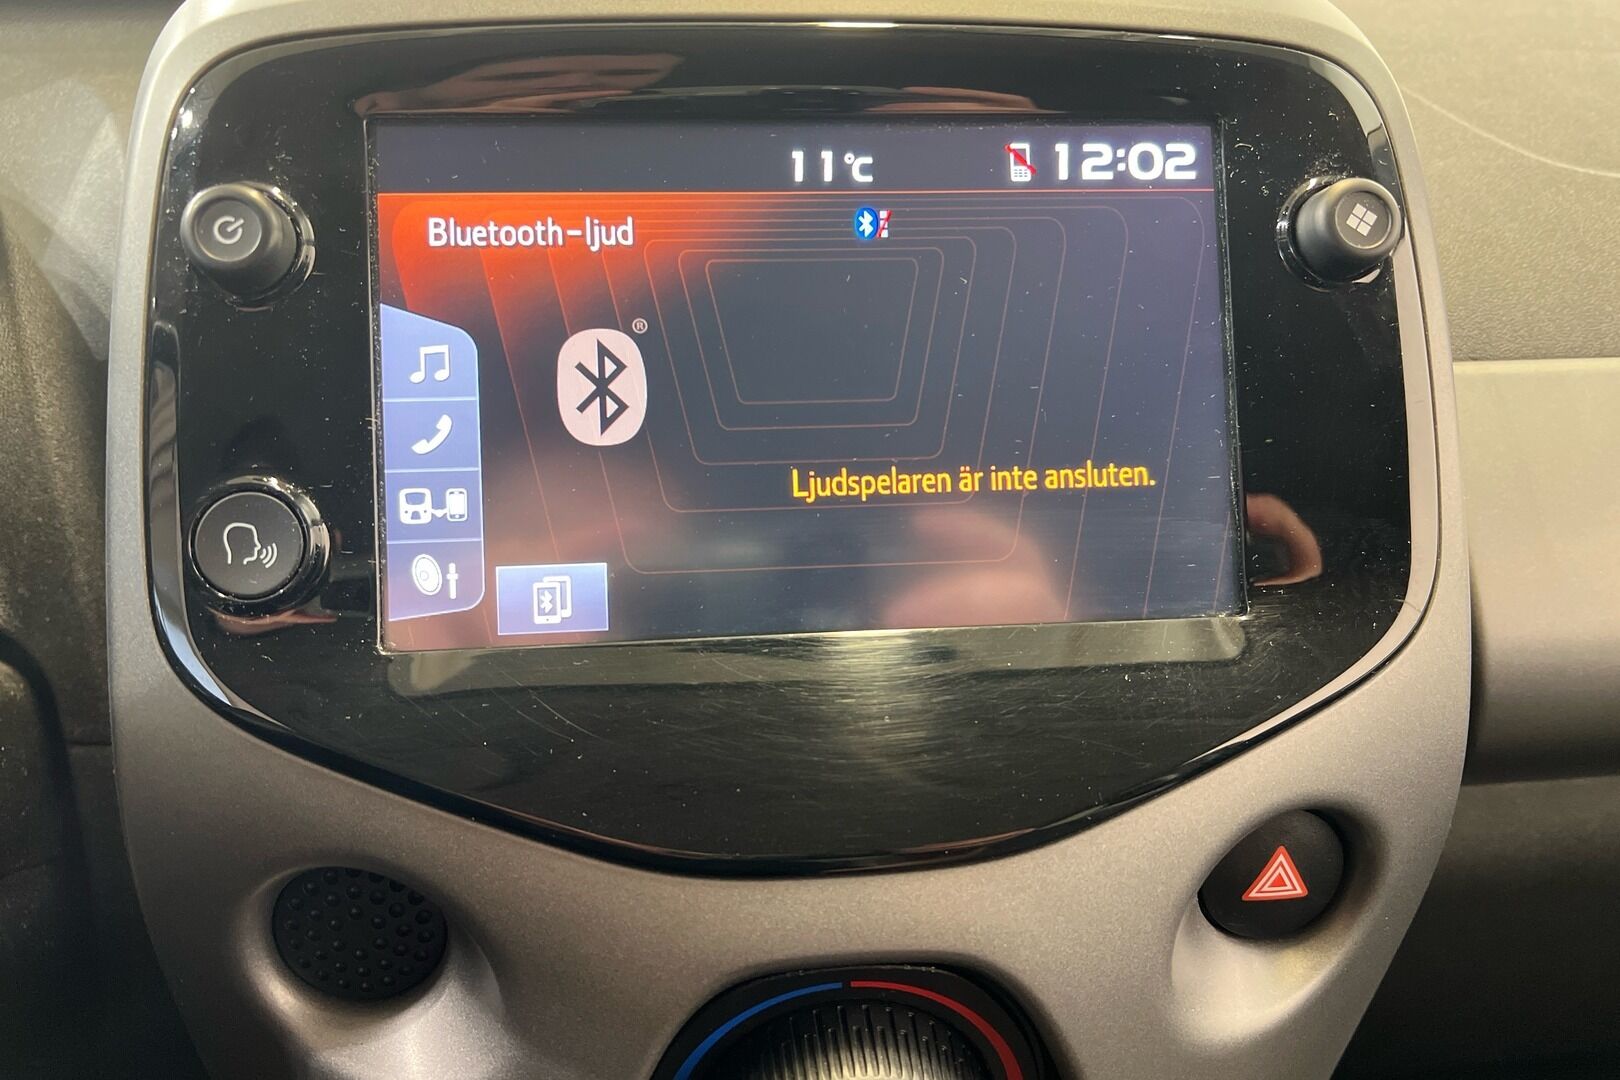 11°C 12:02
Bluetooth-ljud
®
Ljudspelaren är inte ansluten.